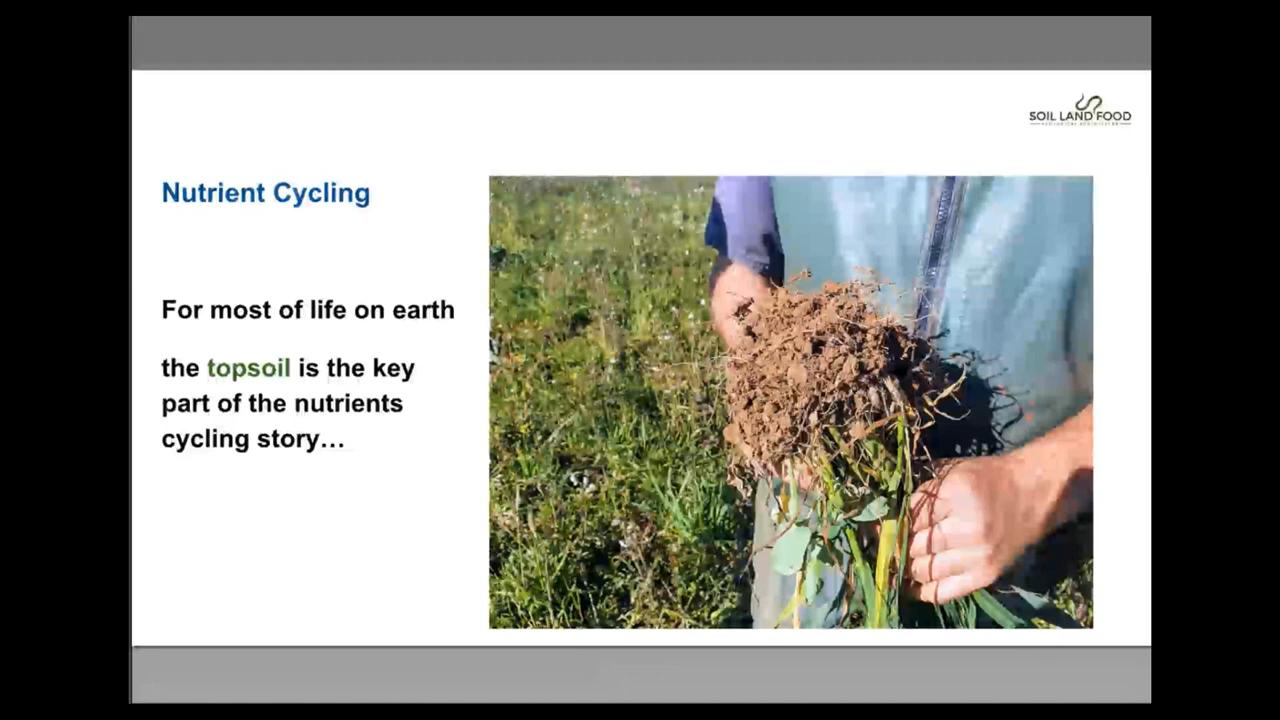 SOIL LAND FOOD
Nutrient Cycling
For most of life on earth
the topsoil is the key
part of the nutrients
cycling story…